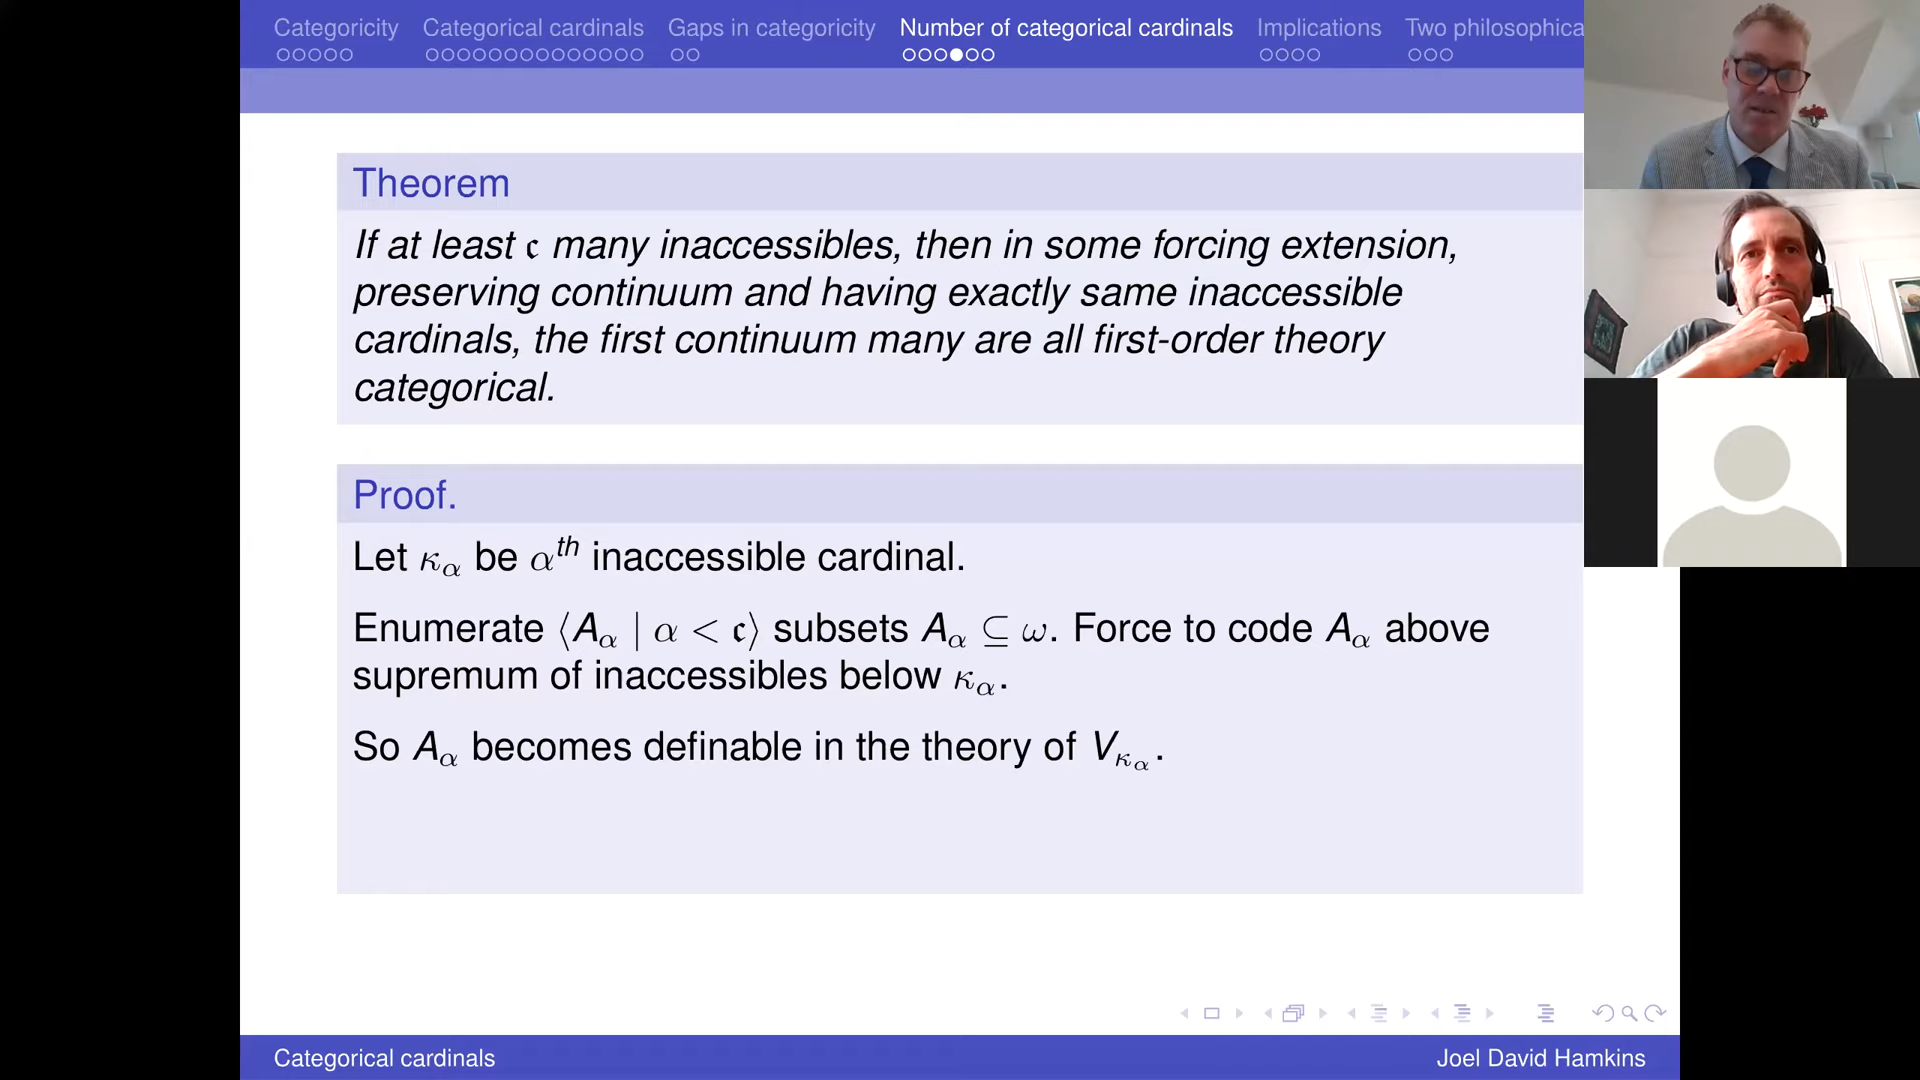 Categoricity Categorical cardinals Gaps in categoricity Number of categorical cardinals Implications Two philosophica
Theorem
If at least 𝔠 many inaccessibles, then in some forcing extension,
preserving continuum and having exactly same inaccessible
cardinals, the first continuum many are all first-order theory
categorical.
Proof.
Let κ_α be α^th inaccessible cardinal.
Enumerate ⟨A_α | α < 𝔠⟩ subsets A_α ⊆ ω. Force to code A_α above
supremum of inaccessibles below κ_α.
So A_α becomes definable in the theory of V_{κ_α}.
Categorical cardinals Joel David Hamkins